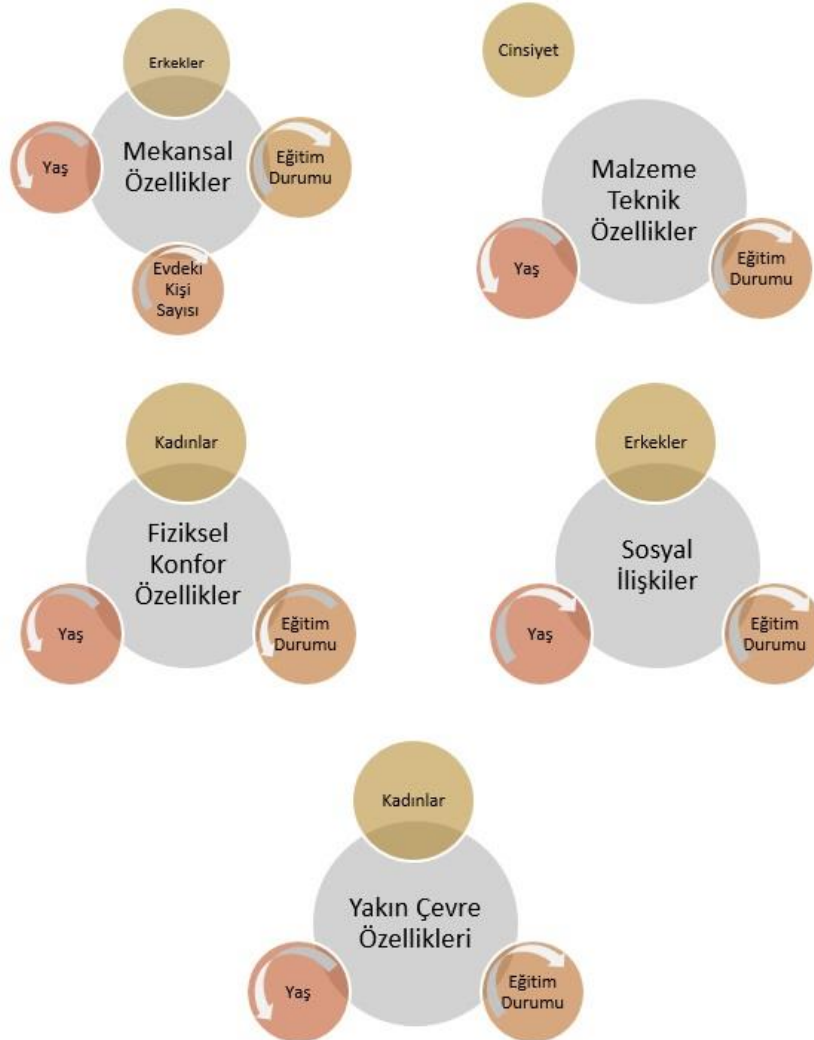 Erkekler
Yaş
Mekansal
Özellikler
Eğitim
Durumu
Evdeki
Kişi
Sayısı
Cinsiyet
Malzeme
Teknik
Özellikler
Yaş
Eğitim
Durumu
Kadınlar
Fiziksel
Konfor
Özellikler
Yaş
Eğitim
Durumu
Erkekler
Sosyal
İlişkiler
Yaş
Eğitim
Durumu
Kadınlar
Yakın Çevre
Özellikleri
Yaş
Eğitim
Durumu